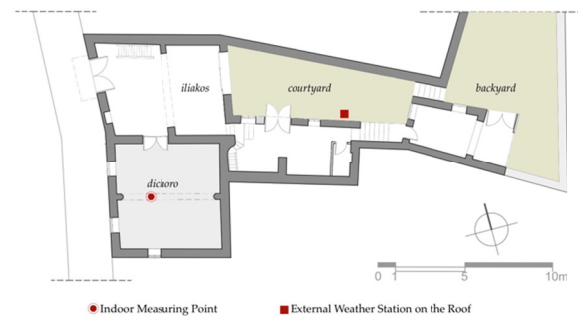 iliakos
courtyard
backyard
dictoro
0 1 5 10m
Indoor Measuring Point
External Weather Station on the Roof